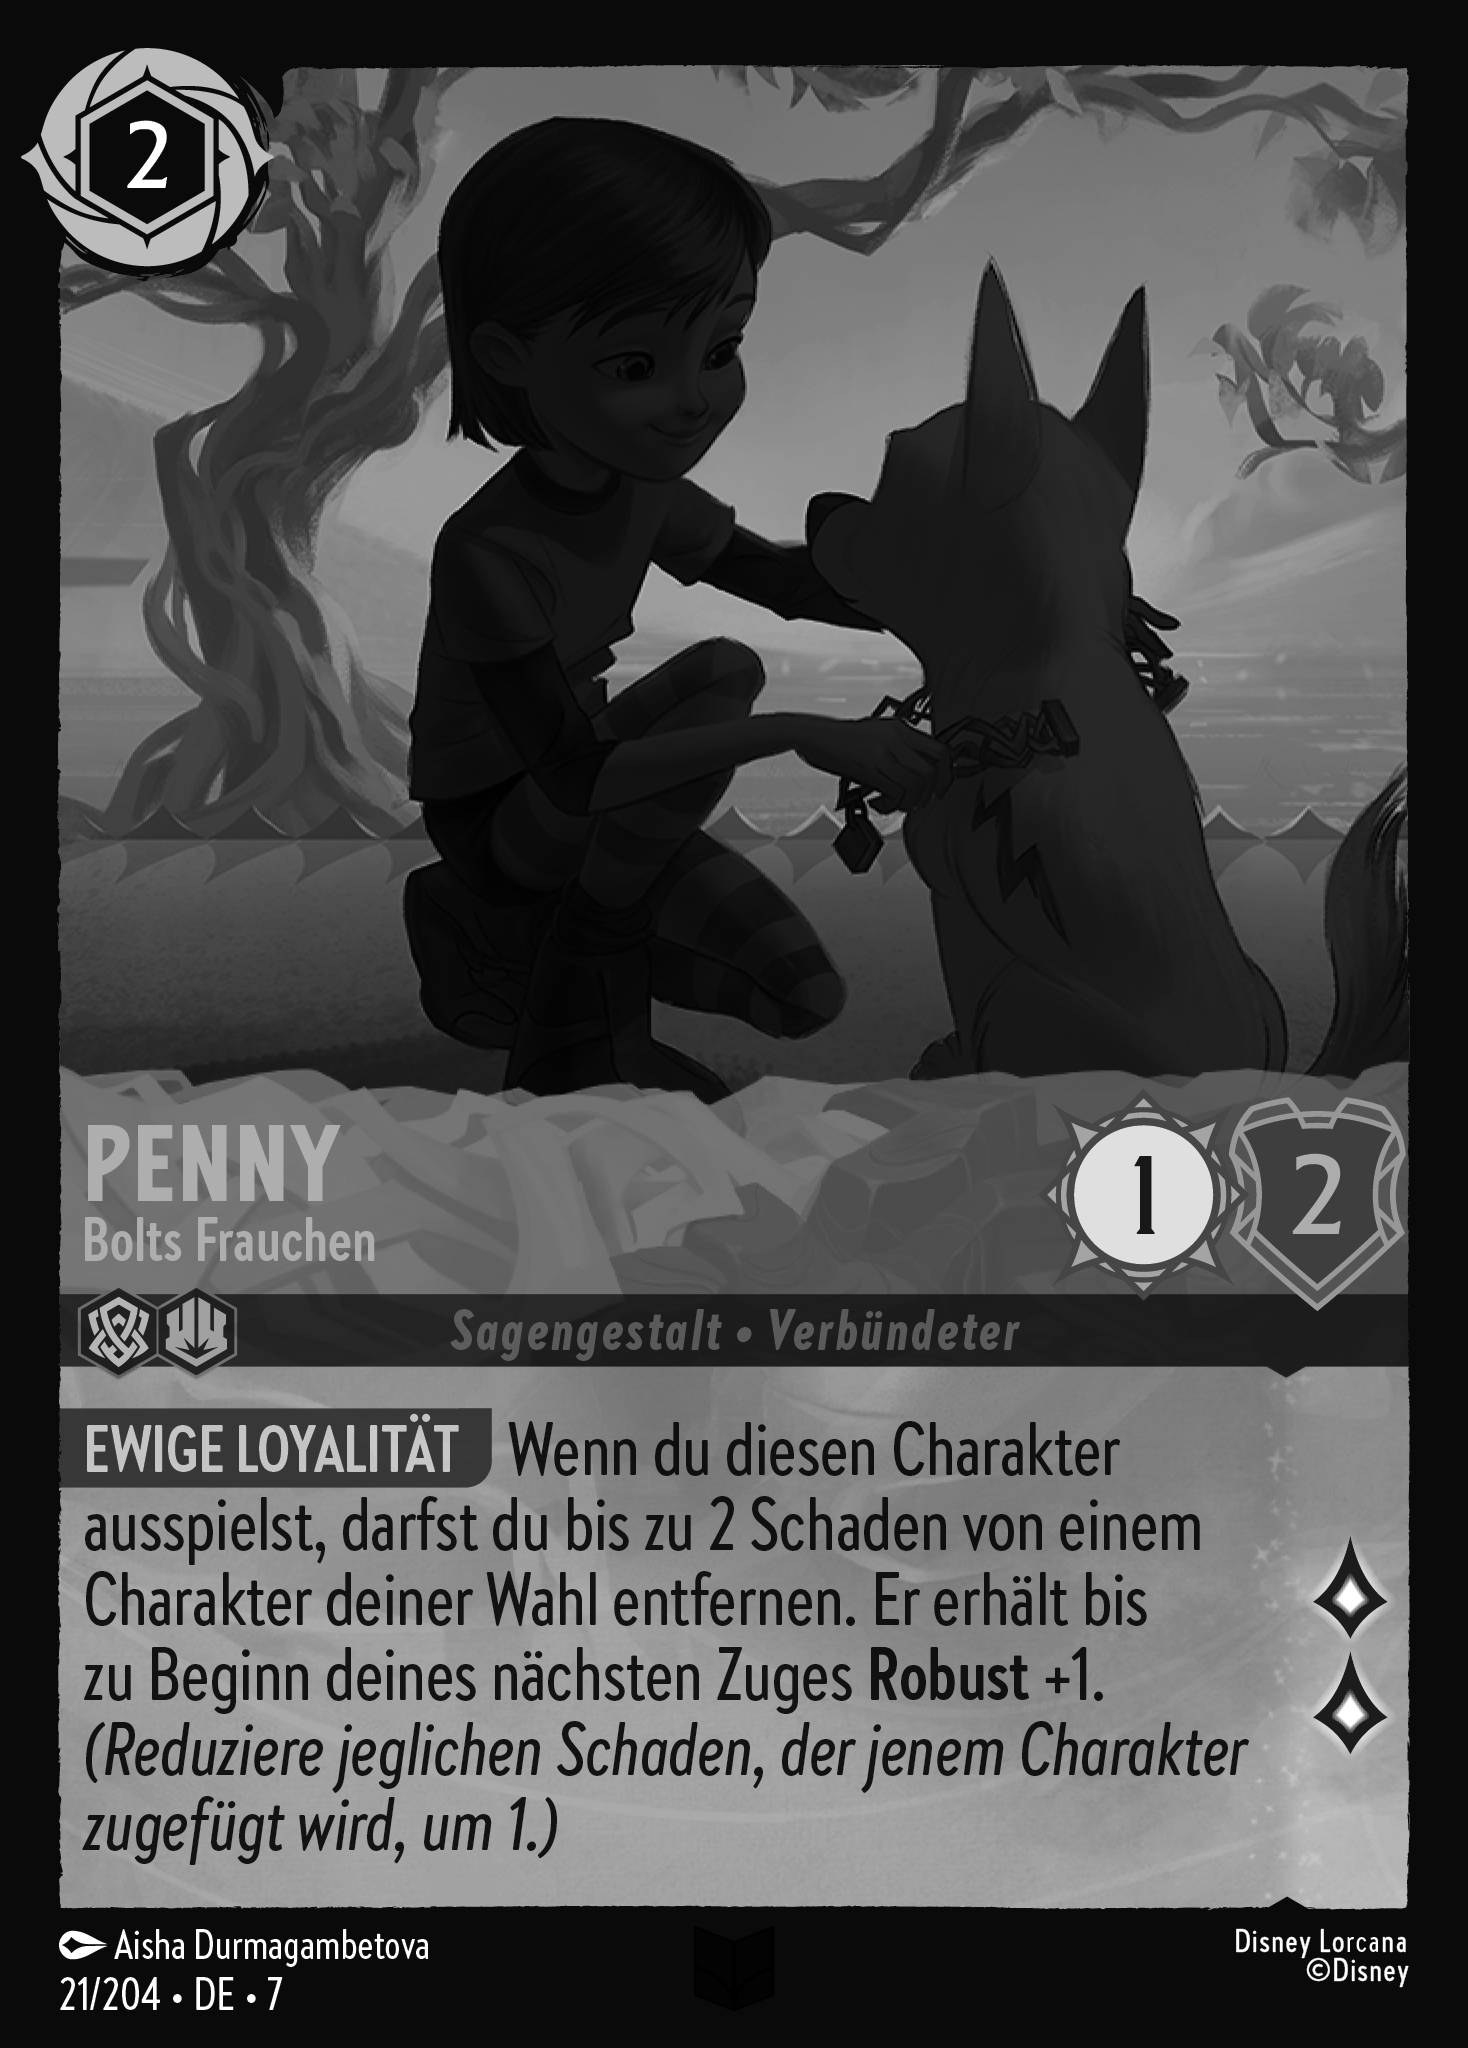 2
PENNY
Bolts Frauchen
1 2
Sagengestalt • Verbündeter
EWIGE LOYALITÄT Wenn du diesen Charakter
ausspielst, darfst du bis zu 2 Schaden von einem
Charakter deiner Wahl entfernen. Er erhält bis
zu Beginn deines nächsten Zuges Robust +1.
(Reduziere jeglichen Schaden, der jenem Charakter
zugefügt wird, um 1.)
Aisha Durmagambetova
21/204 • DE • 7
Disney Lorcana
©Disney